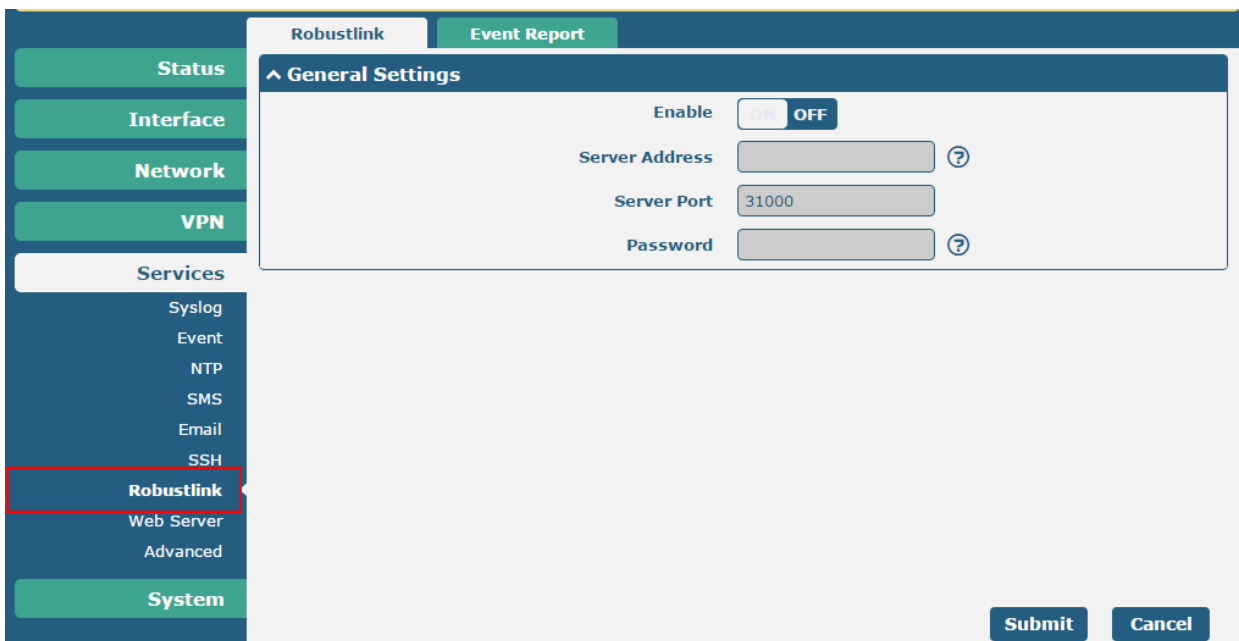 Robustlink Event Report
Status
Interface
Network
VPN
Services
Syslog
Event
NTP
SMS
Email
SSH
Robustlink
Web Server
Advanced
System
General Settings
Enable ON OFF
Server Address ?
Server Port 31000
Password ?
Submit Cancel